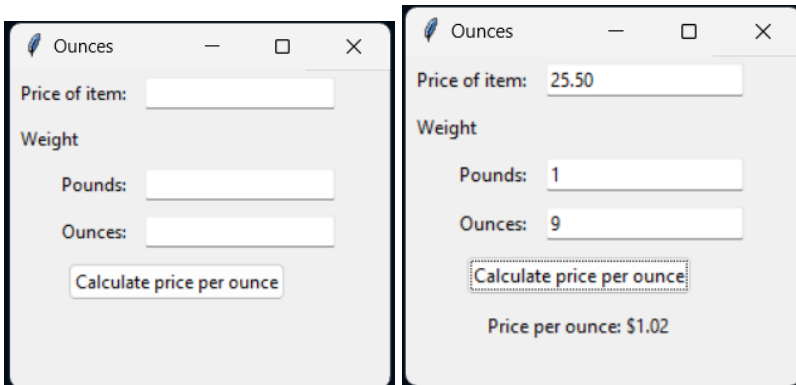 Ounces
Price of item:
Weight
Pounds:
Ounces:
Calculate price per ounce
Ounces
Price of item: 25.50
Weight
Pounds: 1
Ounces: 9
Calculate price per ounce
Price per ounce: $1.02